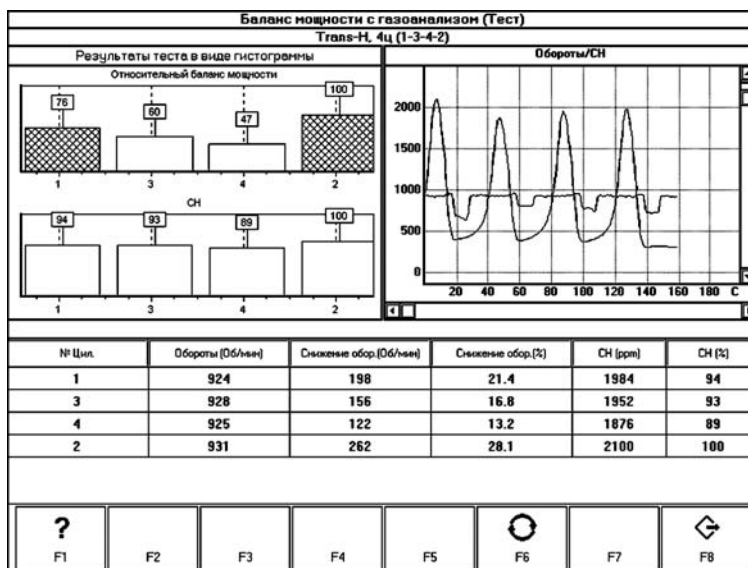 Баланс мощности с газоанализом (Тест)
Trans-H, 4ц (1-3-4-2)
Результаты теста в виде гистограммы
Относительный баланс мощности
76
60
47
100
1 3 4 2
CH
94
93
89
100
1 3 4 2
Обороты/CH
2000
1500
1000
500
0
20 40 60 80 100 120 140 160 180 С
№ Цил. Обороты (Об/мин) Снижение обор.(Об/мин) Снижение обор.(%) CH (ppm) CH (%)
1 924 198 21.4 1984 94
3 928 156 16.8 1952 93
4 925 122 13.2 1876 89
2 931 262 28.1 2100 100
?
F1 F2 F3 F4 F5 F6 F7 F8